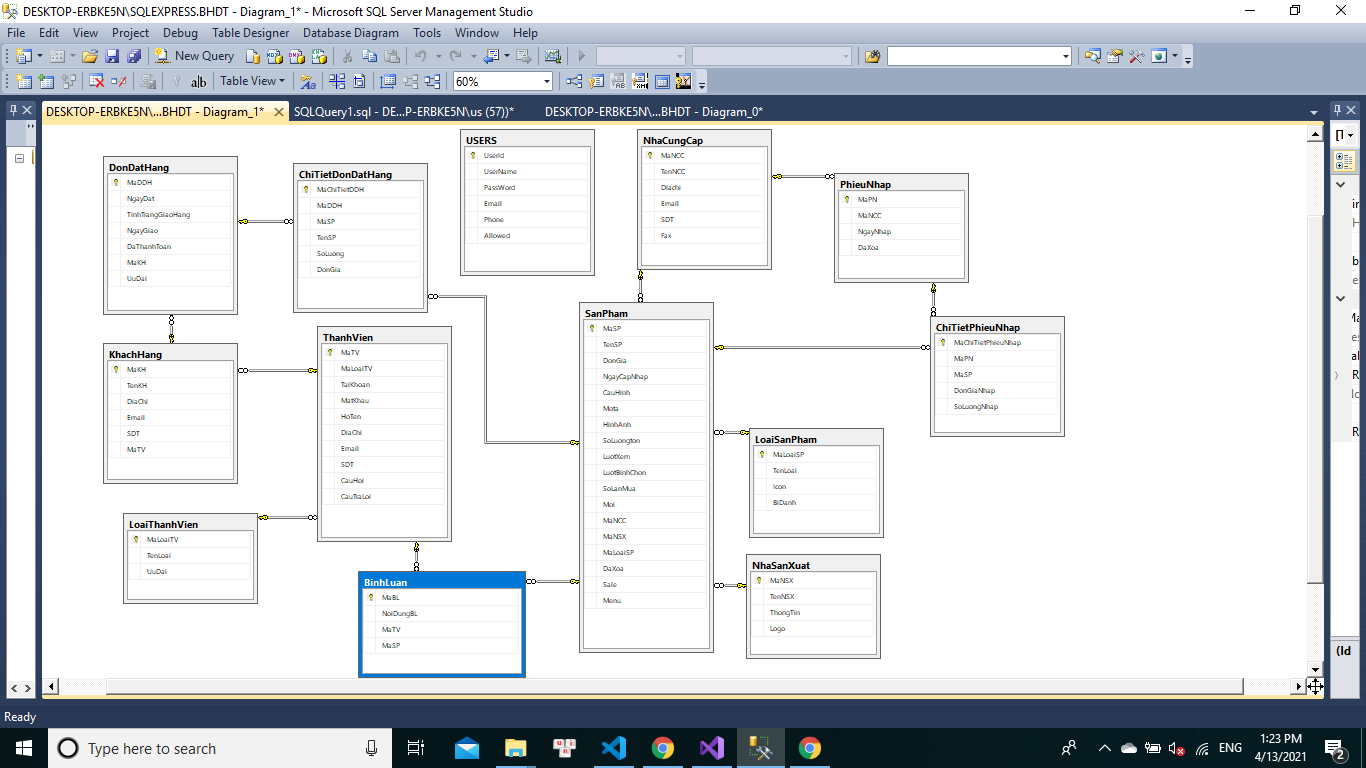 DESKTOP-ERBKE5N\SQLEXPRESS.BHDT - Diagram_1* - Microsoft SQL Server Management Studio
File Edit View Project Debug Table Designer Database Diagram Tools Window Help
New Query
ab Table View 60%
DESKTOP-ERBKE5N\...BHDT - Diagram_1* SQLQuery1.sql - DE...P-ERBKE5N\us (57))* DESKTOP-ERBKE5N\...BHDT - Diagram_0*
DonDatHang
MaDDH
NgayDat
TinhTrangGiaoHang
NgayGiao
DaThanhToan
MaKH
UuDai
ChiTietDonDatHang
MaChiTietDDH
MaDDH
MaSP
TenSP
SoLuong
DonGia
USERS
UserId
UserName
PassWord
Email
Phone
Allowed
NhaCungCap
MaNCC
TenNCC
Diachi
Email
SDT
Fax
PhieuNhap
MaPN
MaNCC
NgayNhap
DaXoa
KhachHang
MaKH
TenKH
DiaChi
Email
SDT
MaTV
ThanhVien
MaTV
MaLoaiTV
TaiKhoan
MatKhau
HoTen
DiaChi
Email
SDT
CauHoi
CauTraLoi
SanPham
MaSP
TenSP
DonGia
NgayCapNhap
CauHinh
Mota
HinhAnh
SoLuongton
LuotXem
LuotBinhChon
SoLanMua
Moi
MaNCC
MaNSX
MaLoaiSP
DaXoa
Sale
Menu
ChiTietPhieuNhap
MaChiTietPhieuNhap
MaPN
MaSP
DonGiaNhap
SoLuongNhap
LoaiSanPham
MaLoaiSP
TenLoai
Icon
BiDanh
LoaiThanhVien
MaLoaiTV
TenLoai
UuDai
BinhLuan
MaBL
NoiDungBL
MaTV
MaSP
NhaSanXuat
MaNSX
TenNSX
ThongTin
Logo
(Id
Ready
Type here to search
ENG
1:23 PM
4/13/2021
2